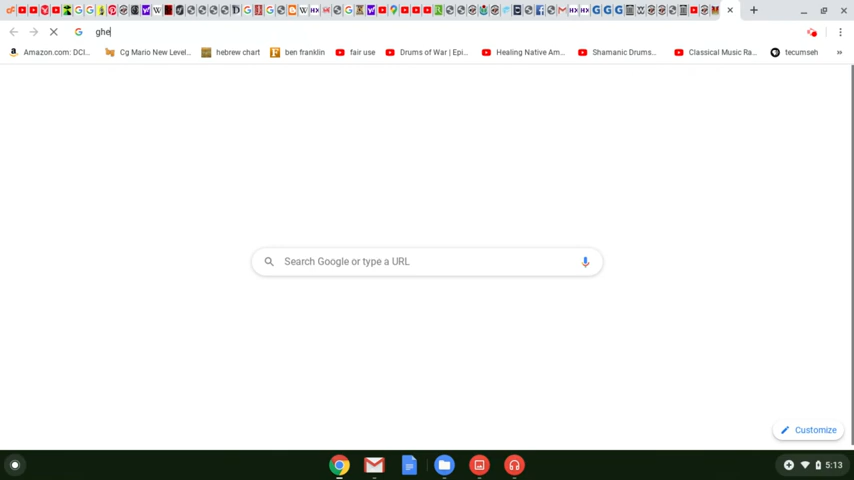 ghe
Amazon.com: DCI...
Cg Mario New Level...
hebrew chart
ben franklin
fair use
Drums of War | Epi...
Healing Native Am...
Shamanic Drums...
Classical Music Ra...
tecumseh
»
Search Google or type a URL
Customize
5:13